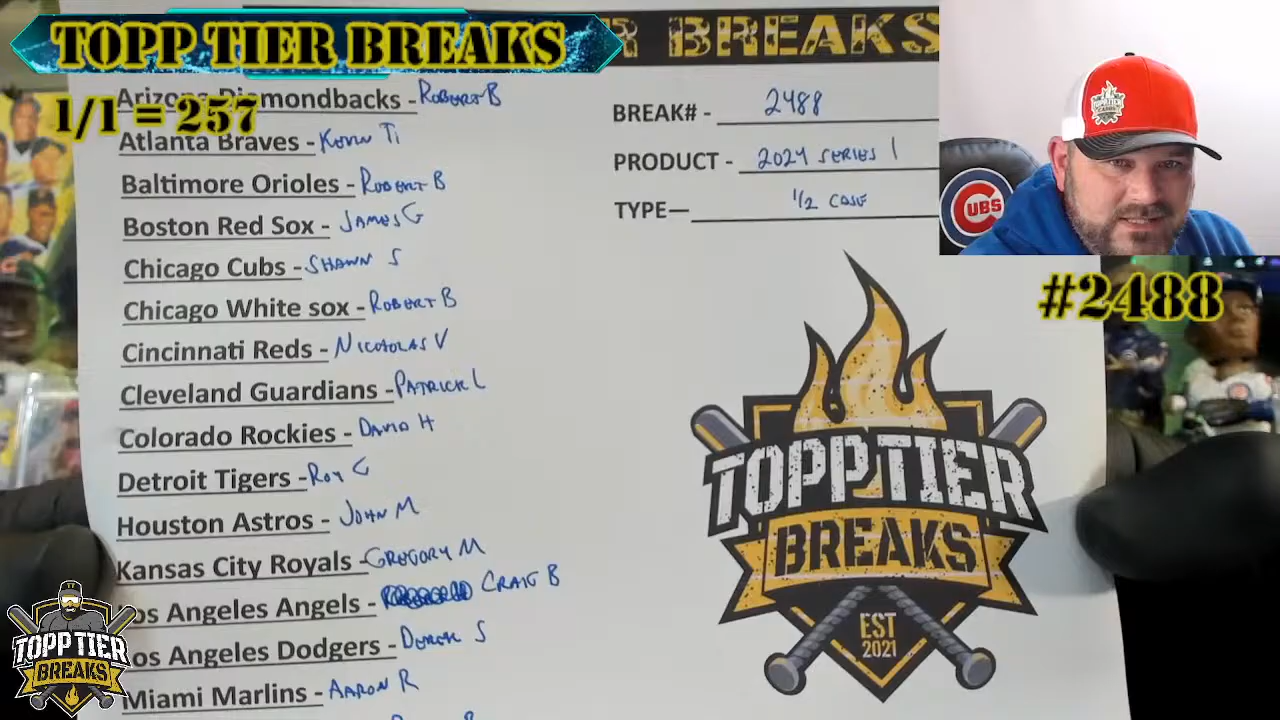 TOPP TIER BREAKS
R BREAKS
1/1 = 257
Arizona Diamondbacks - Robert B
Atlanta Braves - Kevin Ti
Baltimore Orioles - Robert B
Boston Red Sox - James G
Chicago Cubs - Shawn S
Chicago White sox - Robert B
Cincinnati Reds - Nicholas V
Cleveland Guardians - Patrick L
Colorado Rockies - David H
Detroit Tigers - Roy G
Houston Astros - John M
Kansas City Royals - Gregory M
os Angeles Angels - Craig B
os Angeles Dodgers - Derek S
Miami Marlins - Aaron R
BREAK# - 2488
PRODUCT - 2024 SERIES 1
TYPE— 1/2 CASE
CUBS
#2488
TOPP TIER
BREAKS
EST
2021
TT
TOPP TIER
BREAKS